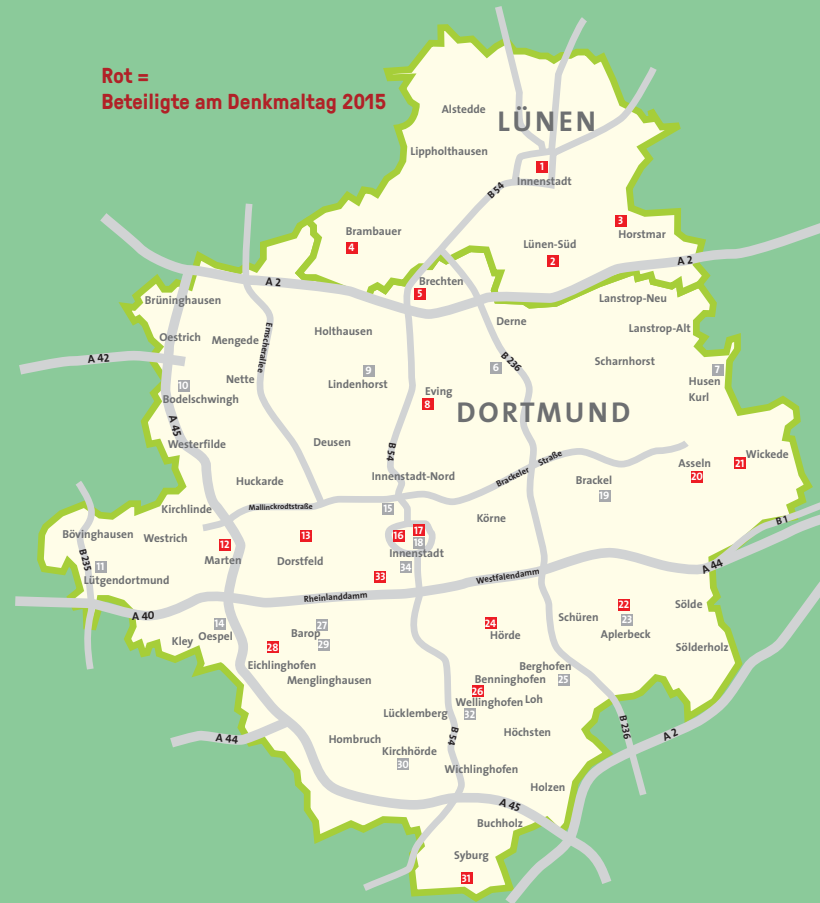 Rot =
Beteiligte am Denkmaltag 2015
Alstedde
LÜNEN
Lippholthausen
1
Innenstadt
B 54
3
Horstmar
Brambauer
4
Lünen-Süd
2
A 2
A 2
Brechten
5
Brüninghausen
Lanstrop-Neu
Derne
Lanstrop-Alt
Oestrich
Mengede
Emscherallee
Holthausen
A 42
B 236
6
Scharnhorst
7
Husen
Kurl
9
Lindenhorst
10
Nette
Bodelschwingh
Eving
8
DORTMUND
A 45
Westerfilde
Deusen
B 54
Brackeler Straße
Wickede
21
Asseln
20
Innenstadt-Nord
Huckarde
Brackel
19
Mallinckrodtstraße
15
Kirchlinde
Körne
B 1
Bövinghausen
Westrich
12
Marten
13
Dorstfeld
16
17
18
Innenstadt
34
B 235
11
Lütgendortmund
33
A 44
Westfalendamm
Rheinlanddamm
A 40
22
23
Aplerbeck
Sölde
Schüren
Sölderholz
14
Oespel
Kley
27
Barop
29
24
Hörde
28
Eichlinghofen
Menglinghausen
Berghofen
25
Benninghofen
26
Wellinghofen
Loh
Lücklemberg
32
A 44
Hombruch
Kirchhörde
30
B 54
Höchsten
B 236
A 2
Wichlinghofen
Holzen
A 45
Buchholz
Syburg
31